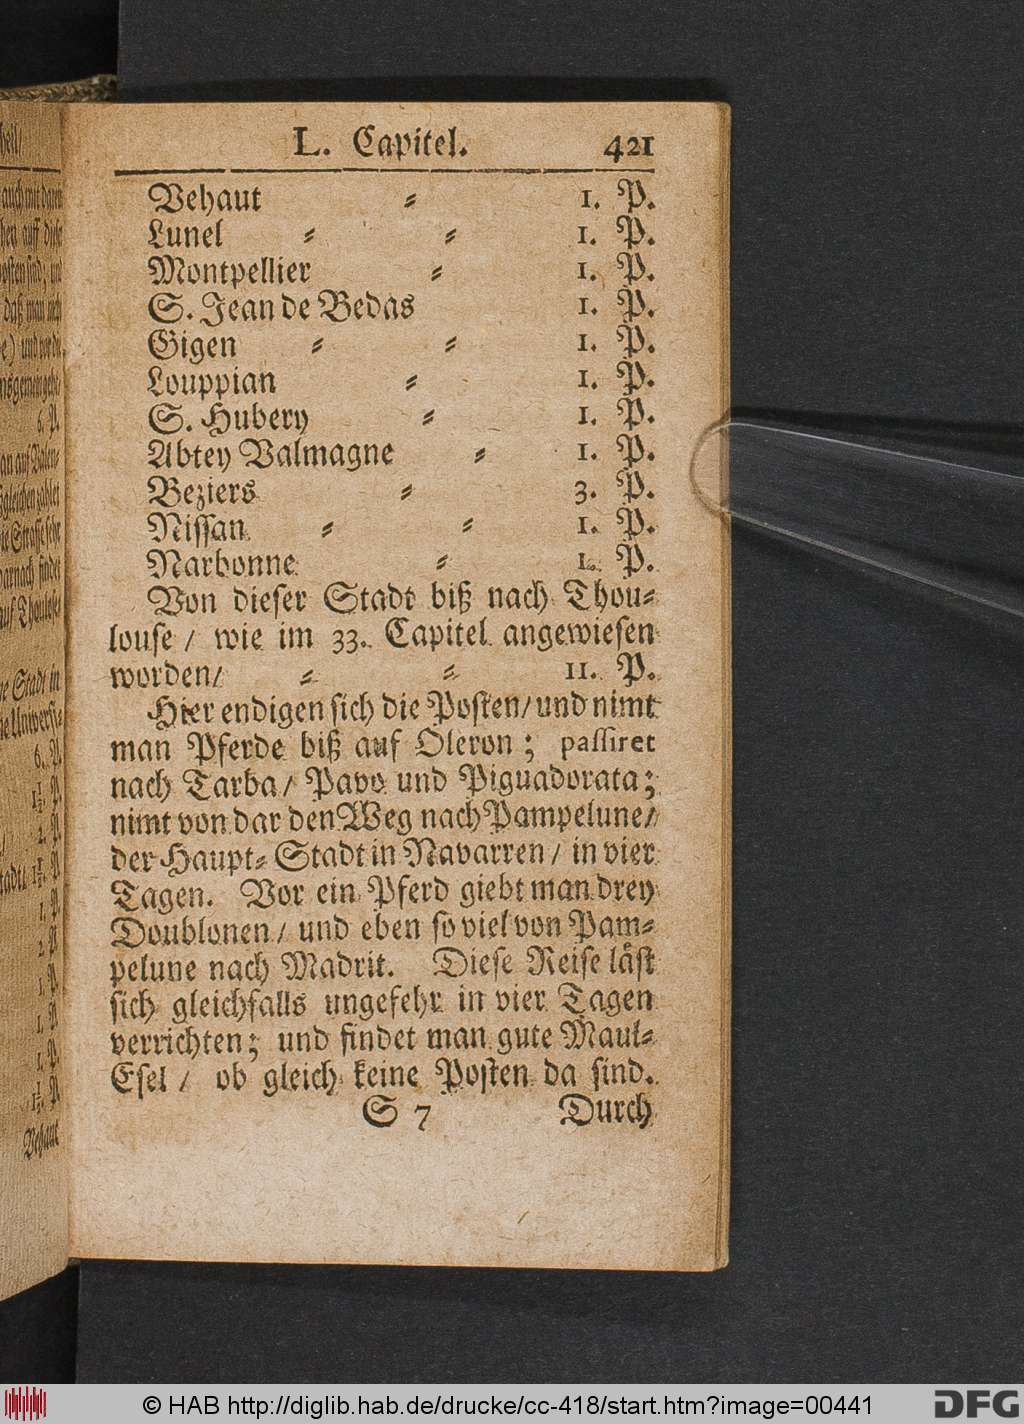 L. Capitel. 421
Vehaut ⸗ 1. P.
Lunel ⸗ ⸗ 1. P.
Montpellier ⸗ 1. P.
S. Jean de Bedas 1. P.
Gigen ⸗ ⸗ 1. P.
Louppian ⸗ 1. P.
S. Hubery ⸗ 1. P.
Abtey Valmagne ⸗ 1. P.
Beziers ⸗ 3. P.
Nissan ⸗ ⸗ 1. P.
Narbonne ⸗ 1. P.
Von dieser Stadt biß nach Thou⸗
louse / wie im 33. Capitel angewiesen
worden / ⸗ ⸗ 11. P.
Hier endigen sich die Posten / und nimt
man Pferde biß auf Oleron ; passiret
nach Tarba / Pavo und Piguadorata ;
nimt von dar den Weg nach Pampelune /
der Haupt⸗Stadt in Navarren / in vier
Tagen. Vor ein Pferd giebt man drey
Doublonen / und eben so viel von Pam⸗
pelune nach Madrit. Diese Reise läst
sich gleichfalls ungefehr in vier Tagen
verrichten ; und findet man gute Maul⸗
Esel / ob gleich keine Posten da sind.
S 7 Durch
© HAB http://diglib.hab.de/drucke/cc-418/start.htm?image=00441
DFG